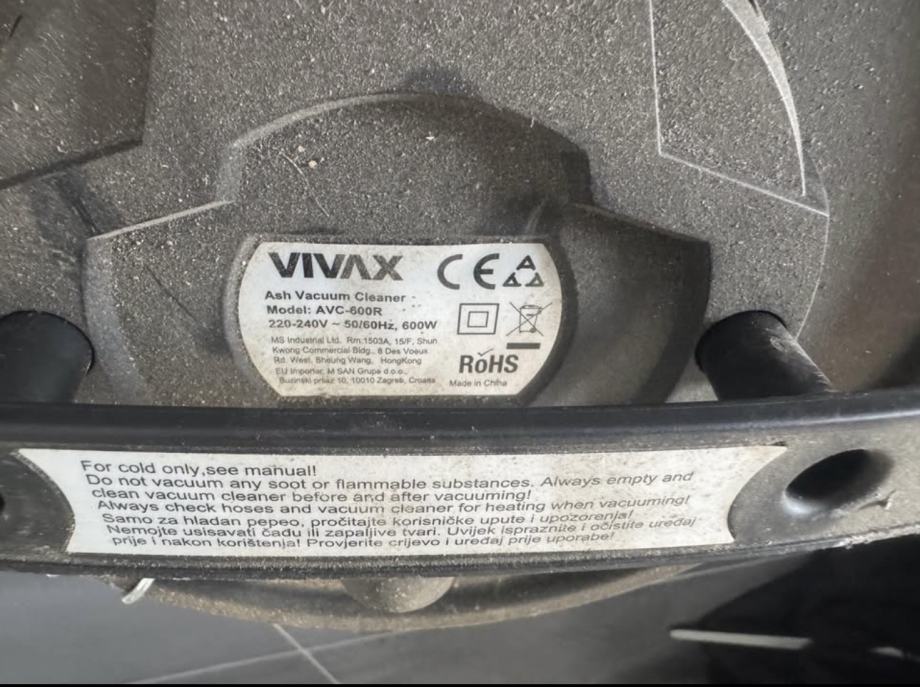 VIVAX
CE
Ash Vacuum Cleaner
Model: AVC-600R
220-240V ~ 50/60Hz, 600W
MS Industrial Ltd. Rm.1503A, 15/F, Shun
Kwong Commercial Bldg., 8 Des Voeux
Rd. West, Sheung Wang, HongKong
EU Importer: M SAN Grupa d.o.o.,
Buzinski prilaz 10, 10010 Zagreb, Croatia
RoHS
Made in China
For cold only,see manual!
Do not vacuum any soot or flammable substances. Always empty and
clean vacuum cleaner before and after vacuuming!
Always check hoses and vacuum cleaner for heating when vacuuming!
Samo za hladan pepeo, pročitajte korisničke upute i upozorenja!
Nemojte usisavati čađu ili zapaljive tvari. Uvijek ispraznite i očistite uređaj
prije i nakon korištenja! Provjerite crijevo i uređaj prije uporabe!